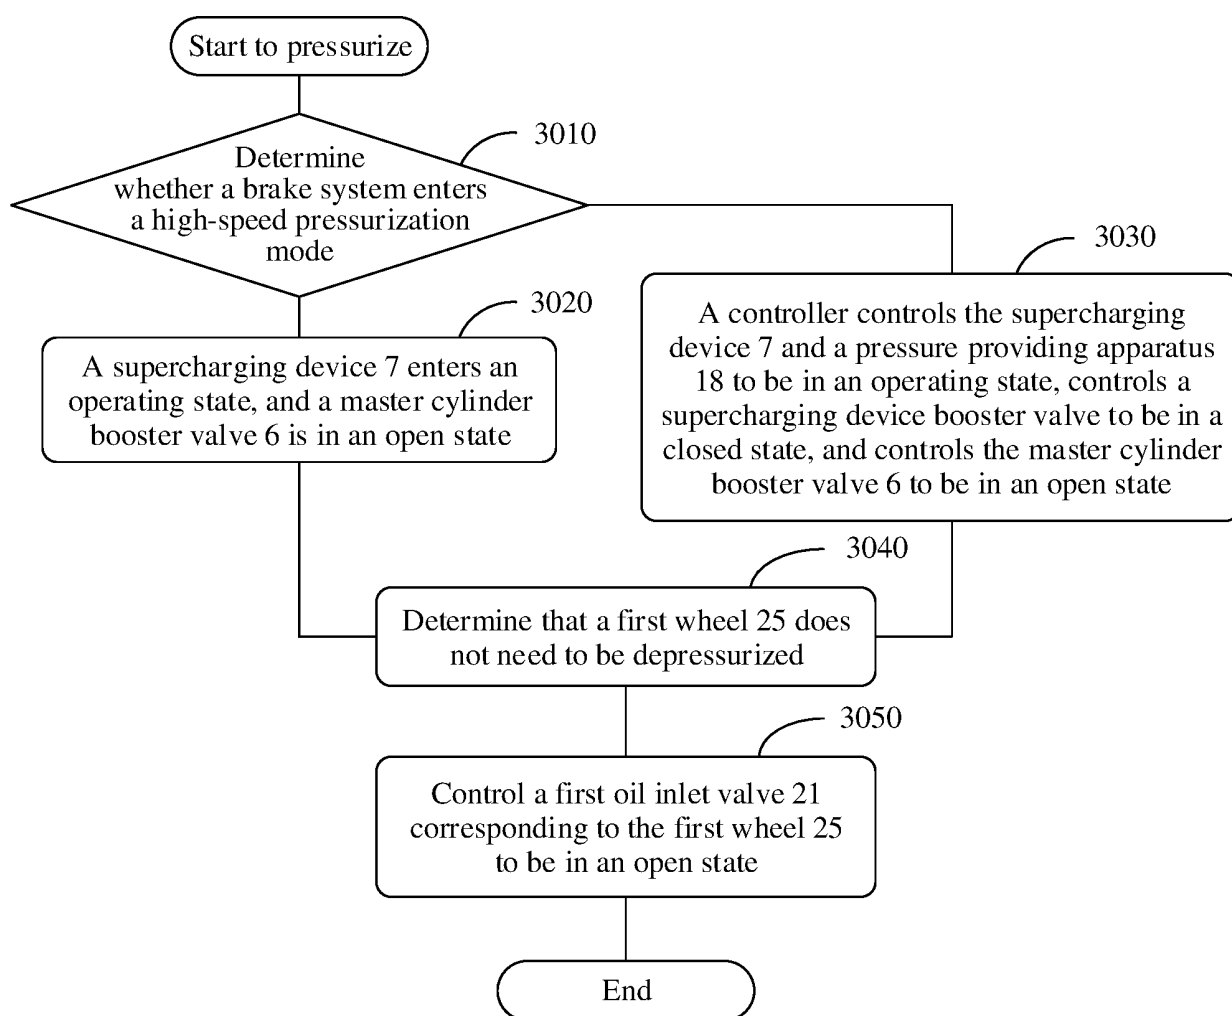 Start to pressurize
3010
Determine
whether a brake system enters
a high-speed pressurization
mode
3020
A supercharging device 7 enters an
operating state, and a master cylinder
booster valve 6 is in an open state
3030
A controller controls the supercharging
device 7 and a pressure providing apparatus
18 to be in an operating state, controls a
supercharging device booster valve to be in a
closed state, and controls the master cylinder
booster valve 6 to be in an open state
3040
Determine that a first wheel 25 does
not need to be depressurized
3050
Control a first oil inlet valve 21
corresponding to the first wheel 25
to be in an open state
End